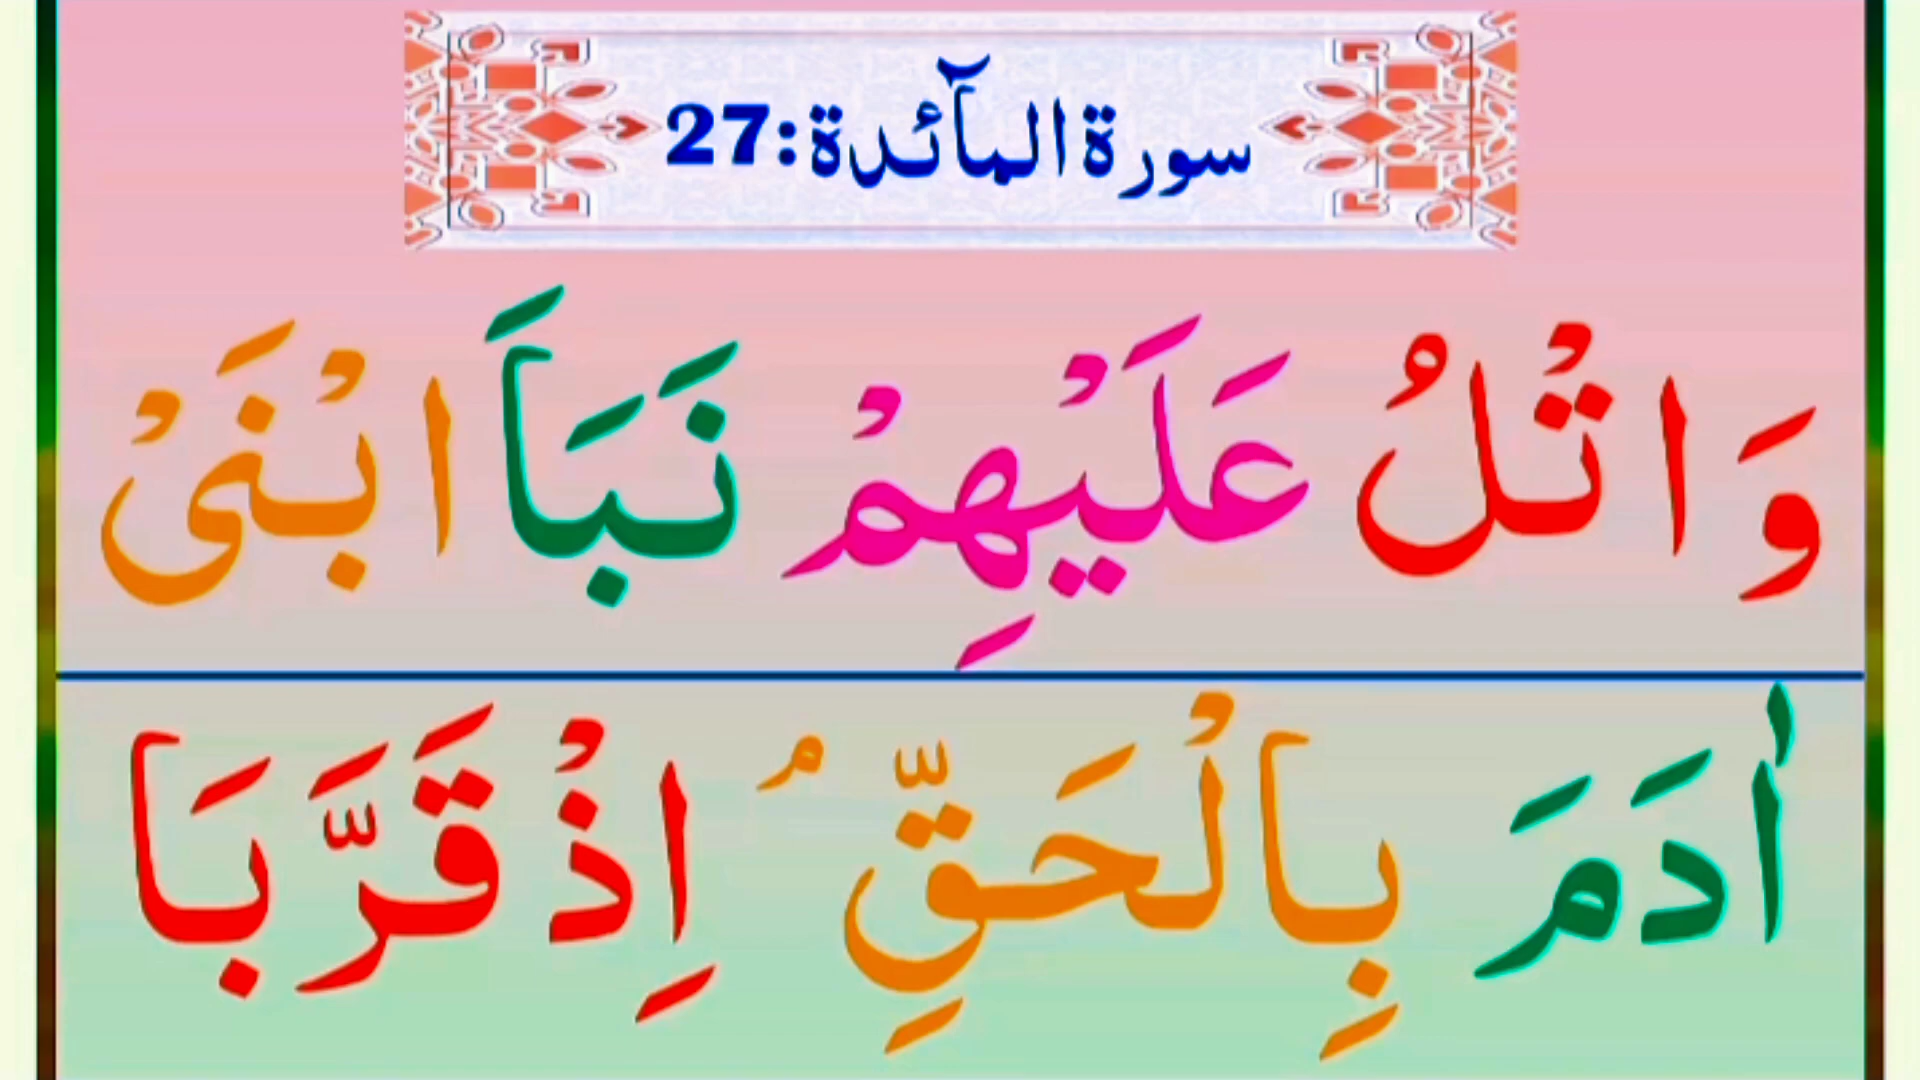 سورة المآئدة:27
وَاتْلُ عَلَيْهِمْ نَبَاَ ابْنَىْ
اٰدَمَ بِالْحَقِّ ۘ اِذْ قَرَّبَا